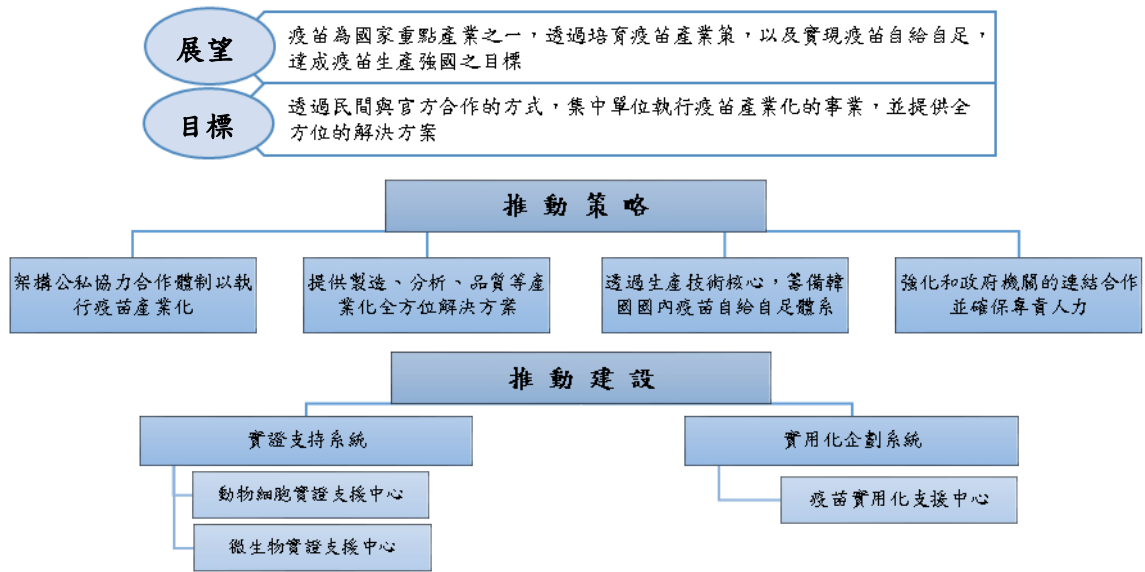 展望
疫苗為國家重點產業之一，透過培育疫苗產業策，以及實現疫苗自給自足，
達成疫苗生產強國之目標
目標
透過民間與官方合作的方式，集中單位執行疫苗產業化的事業，並提供全
方位的解決方案
推動策略
架構公私協力合作體制以執
行疫苗產業化
提供製造、分析、品質等產
業化全方位解決方案
透過生產技術核心，籌備韓
國國內疫苗自給自足體系
強化和政府機關的連結合作
並確保專責人力
推動建設
實證支持系統
實用化企劃系統
動物細胞實證支援中心
疫苗實用化支援中心
微生物實證支援中心